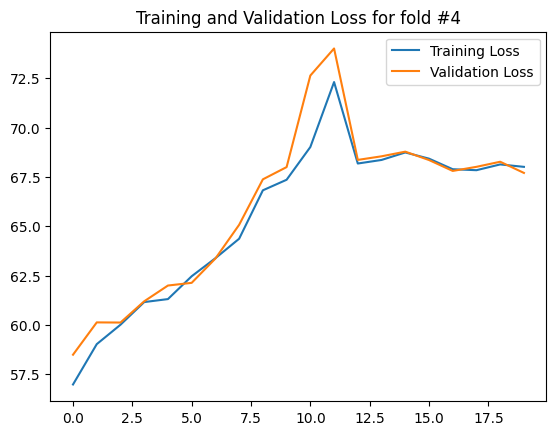 Training and Validation Loss for fold #4
Training Loss
Validation Loss
72.5
70.0
67.5
65.0
62.5
60.0
57.5
0.0 2.5 5.0 7.5 10.0 12.5 15.0 17.5